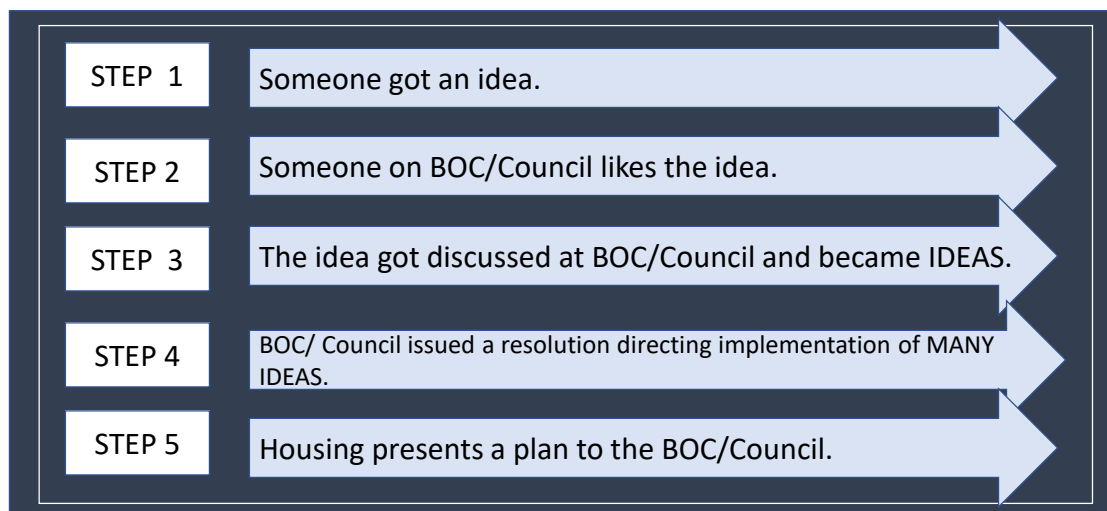 STEP 1
Someone got an idea.
STEP 2
Someone on BOC/Council likes the idea.
STEP 3
The idea got discussed at BOC/Council and became IDEAS.
STEP 4
BOC/ Council issued a resolution directing implementation of MANY
IDEAS.
STEP 5
Housing presents a plan to the BOC/Council.